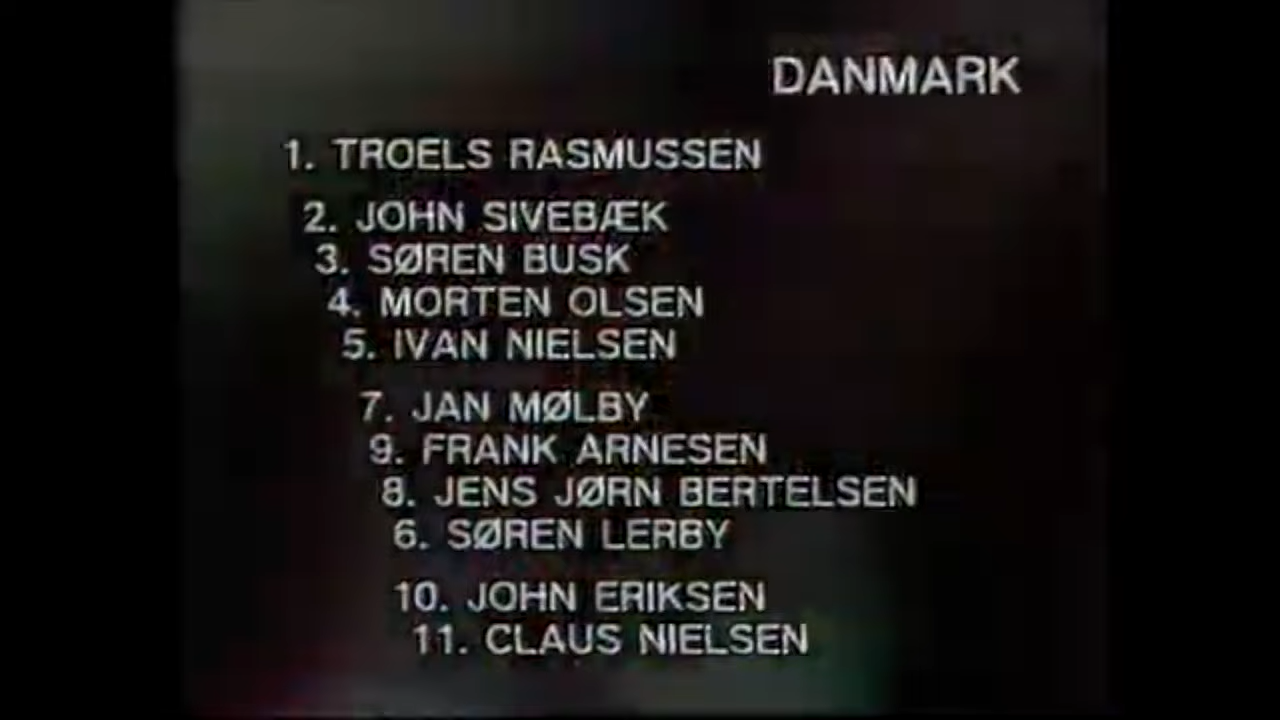 DANMARK
1. TROELS RASMUSSEN
2. JOHN SIVEBÆK
3. SØREN BUSK
4. MORTEN OLSEN
5. IVAN NIELSEN
7. JAN MØLBY
9. FRANK ARNESEN
8. JENS JØRN BERTELSEN
6. SØREN LERBY
10. JOHN ERIKSEN
11. CLAUS NIELSEN